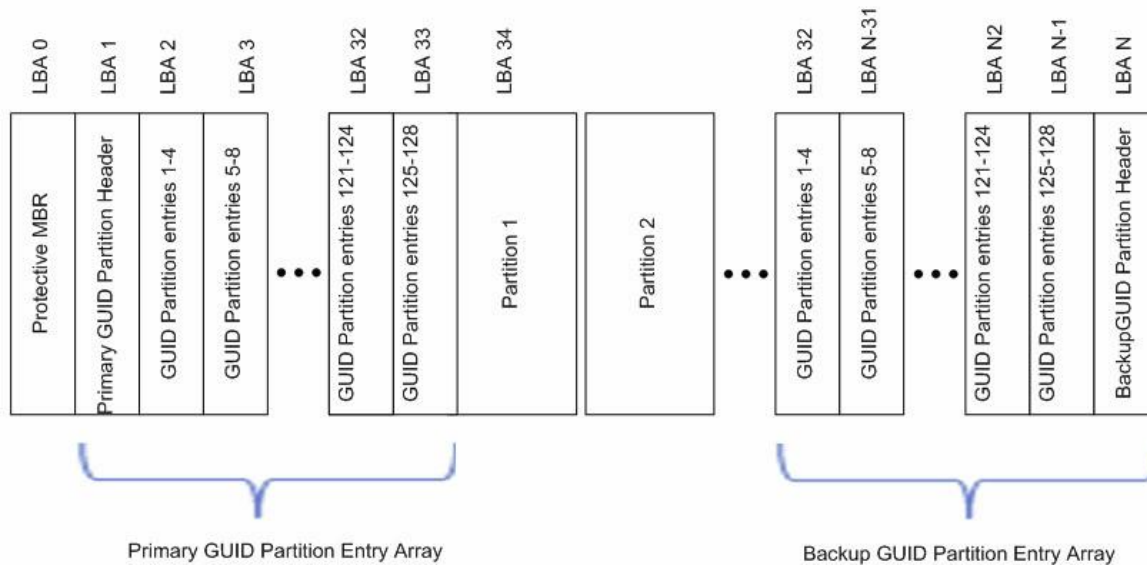 LBA 0
LBA 1
LBA 2
LBA 3
LBA 32
LBA 33
LBA 34
LBA 32
LBA N-31
LBA N2
LBA N-1
LBA N
Protective MBR
Primary GUID Partition Header
GUID Partition entries 1-4
GUID Partition entries 5-8
GUID Partition entries 121-124
GUID Partition entries 125-128
Partition 1
Partition 2
GUID Partition entries 1-4
GUID Partition entries 5-8
GUID Partition entries 121-124
GUID Partition entries 125-128
BackupGUID Partition Header
Primary GUID Partition Entry Array
Backup GUID Partition Entry Array